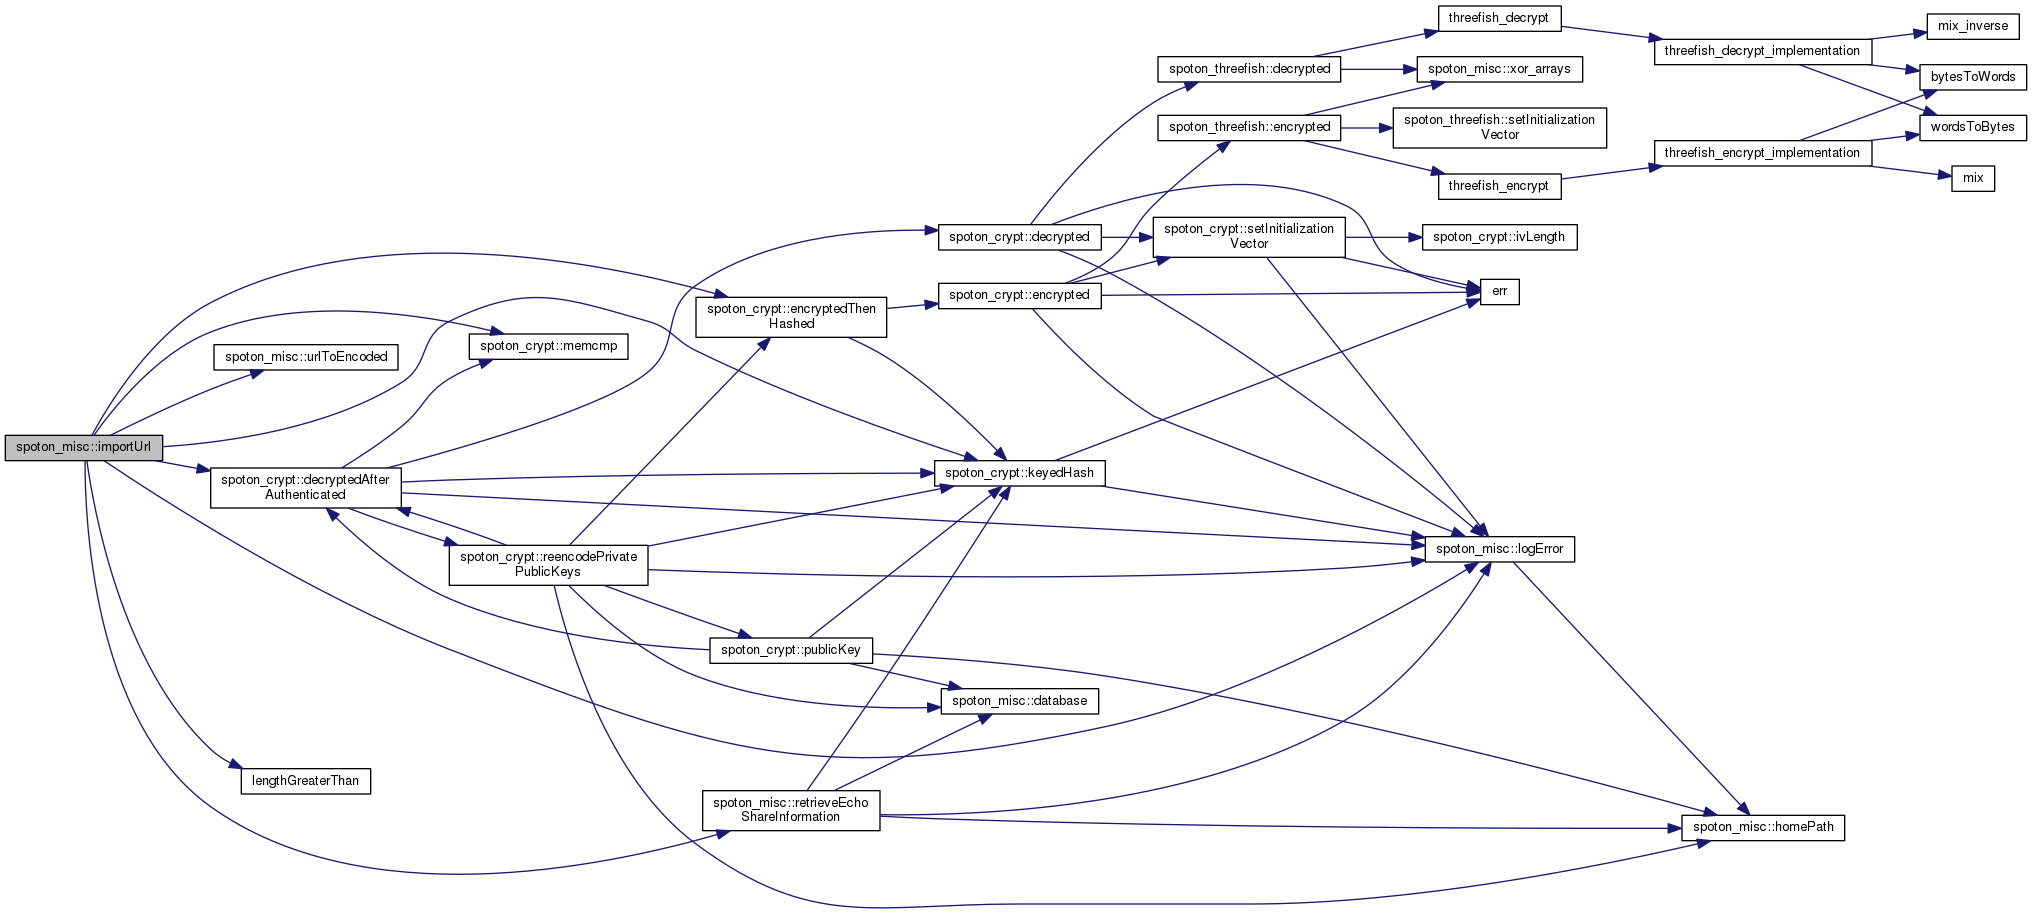 threefish_decrypt
mix_inverse
threefish_decrypt_implementation
spoton_threefish::decrypted
spoton_misc::xor_arrays
bytesToWords
spoton_threefish::encrypted
spoton_threefish::setInitialization
Vector
wordsToBytes
threefish_encrypt_implementation
threefish_encrypt
mix
spoton_crypt::decrypted
spoton_crypt::setInitialization
Vector
spoton_crypt::ivLength
spoton_crypt::encrypted
err
spoton_crypt::encryptedThen
Hashed
spoton_crypt::memcmp
spoton_misc::urlToEncoded
spoton_misc::importUrl
spoton_crypt::decryptedAfter
Authenticated
spoton_crypt::keyedHash
spoton_misc::logError
spoton_crypt::reencodePrivate
PublicKeys
spoton_crypt::publicKey
spoton_misc::database
lengthGreaterThan
spoton_misc::retrieveEcho
ShareInformation
spoton_misc::homePath